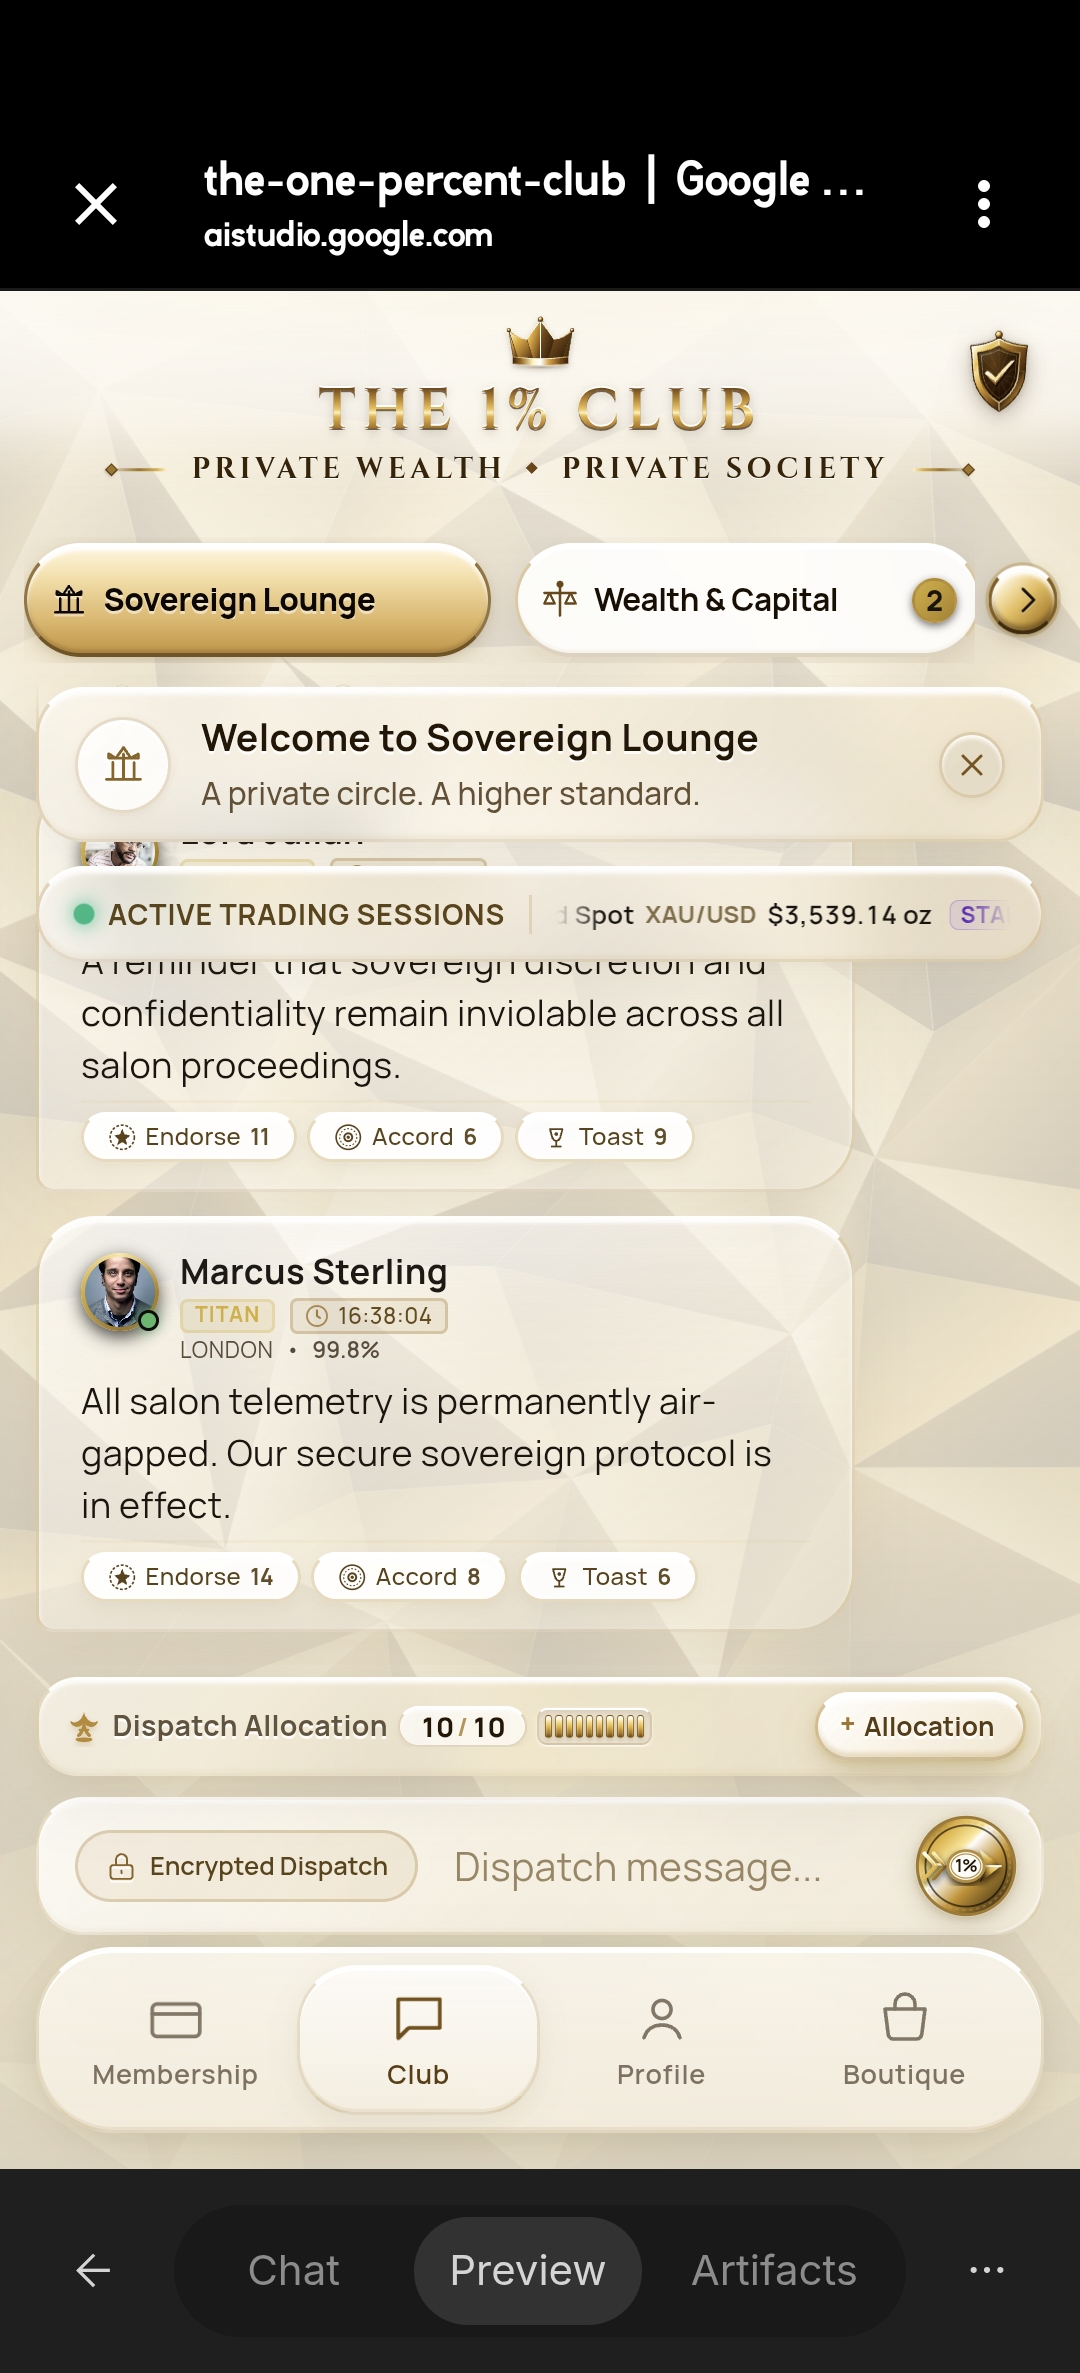 the-one-percent-club | Google ...
aistudio.google.com
THE 1% CLUB
PRIVATE WEALTH ◆ PRIVATE SOCIETY
Sovereign Lounge
Wealth & Capital 2
Welcome to Sovereign Lounge
A private circle. A higher standard.
ACTIVE TRADING SESSIONS
Spot XAU/USD $3,539.14 oz
A reminder that sovereign discretion and
confidentiality remain inviolable across all
salon proceedings.
Endorse 11 Accord 6 Toast 9
Marcus Sterling
TITAN 16:38:04
LONDON • 99.8%
All salon telemetry is permanently air-
gapped. Our secure sovereign protocol is
in effect.
Endorse 14 Accord 8 Toast 6
Dispatch Allocation 10/10
+ Allocation
Encrypted Dispatch
Dispatch message...
1%
Membership
Club
Profile
Boutique
Chat
Preview
Artifacts